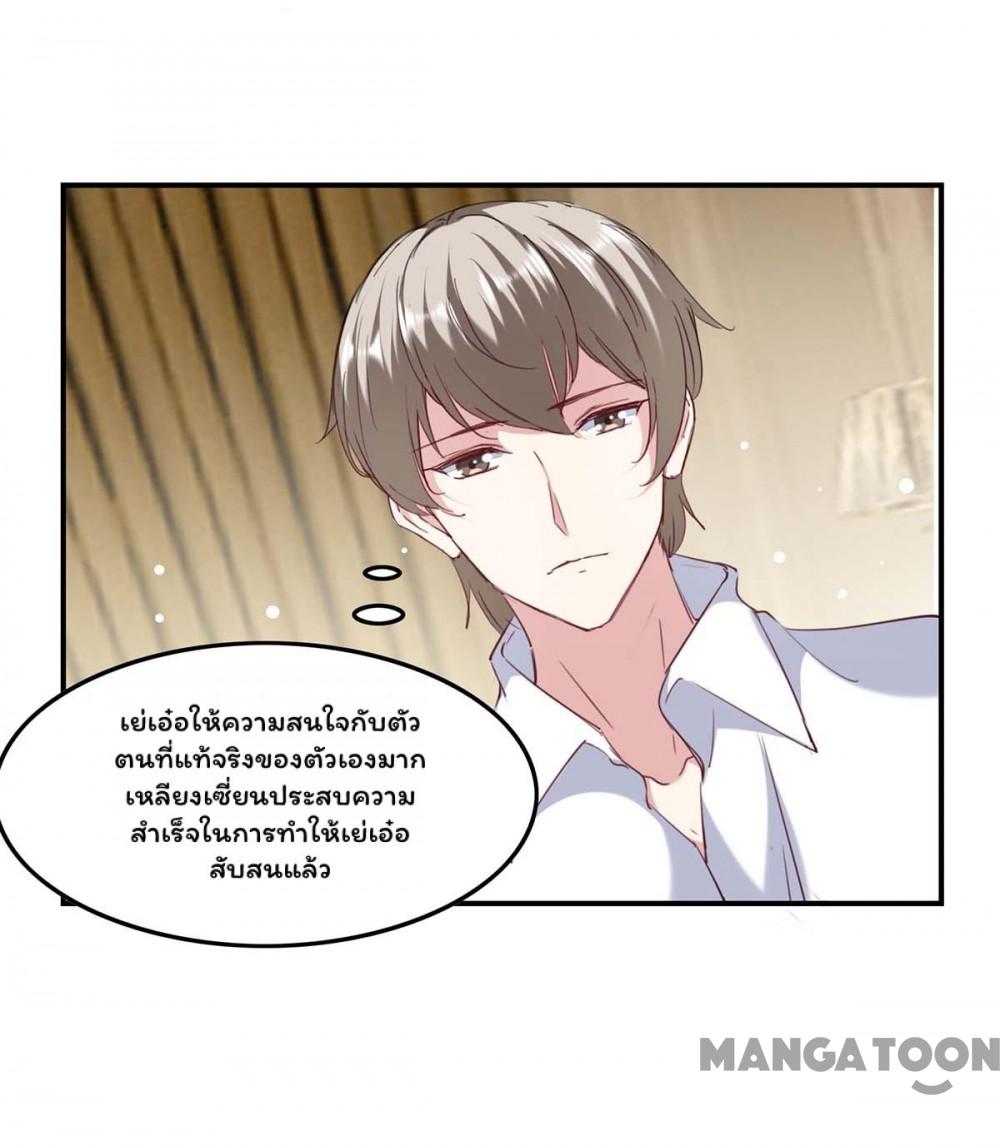 เย่เอ๋อให้ความสนใจกับตัว
ตนที่แท้จริงของตัวเองมาก
เหลียงเซี่ยนประสบความ
สำเร็จในการทำให้เย่เอ๋อ
สับสนแล้ว
MANGATOON